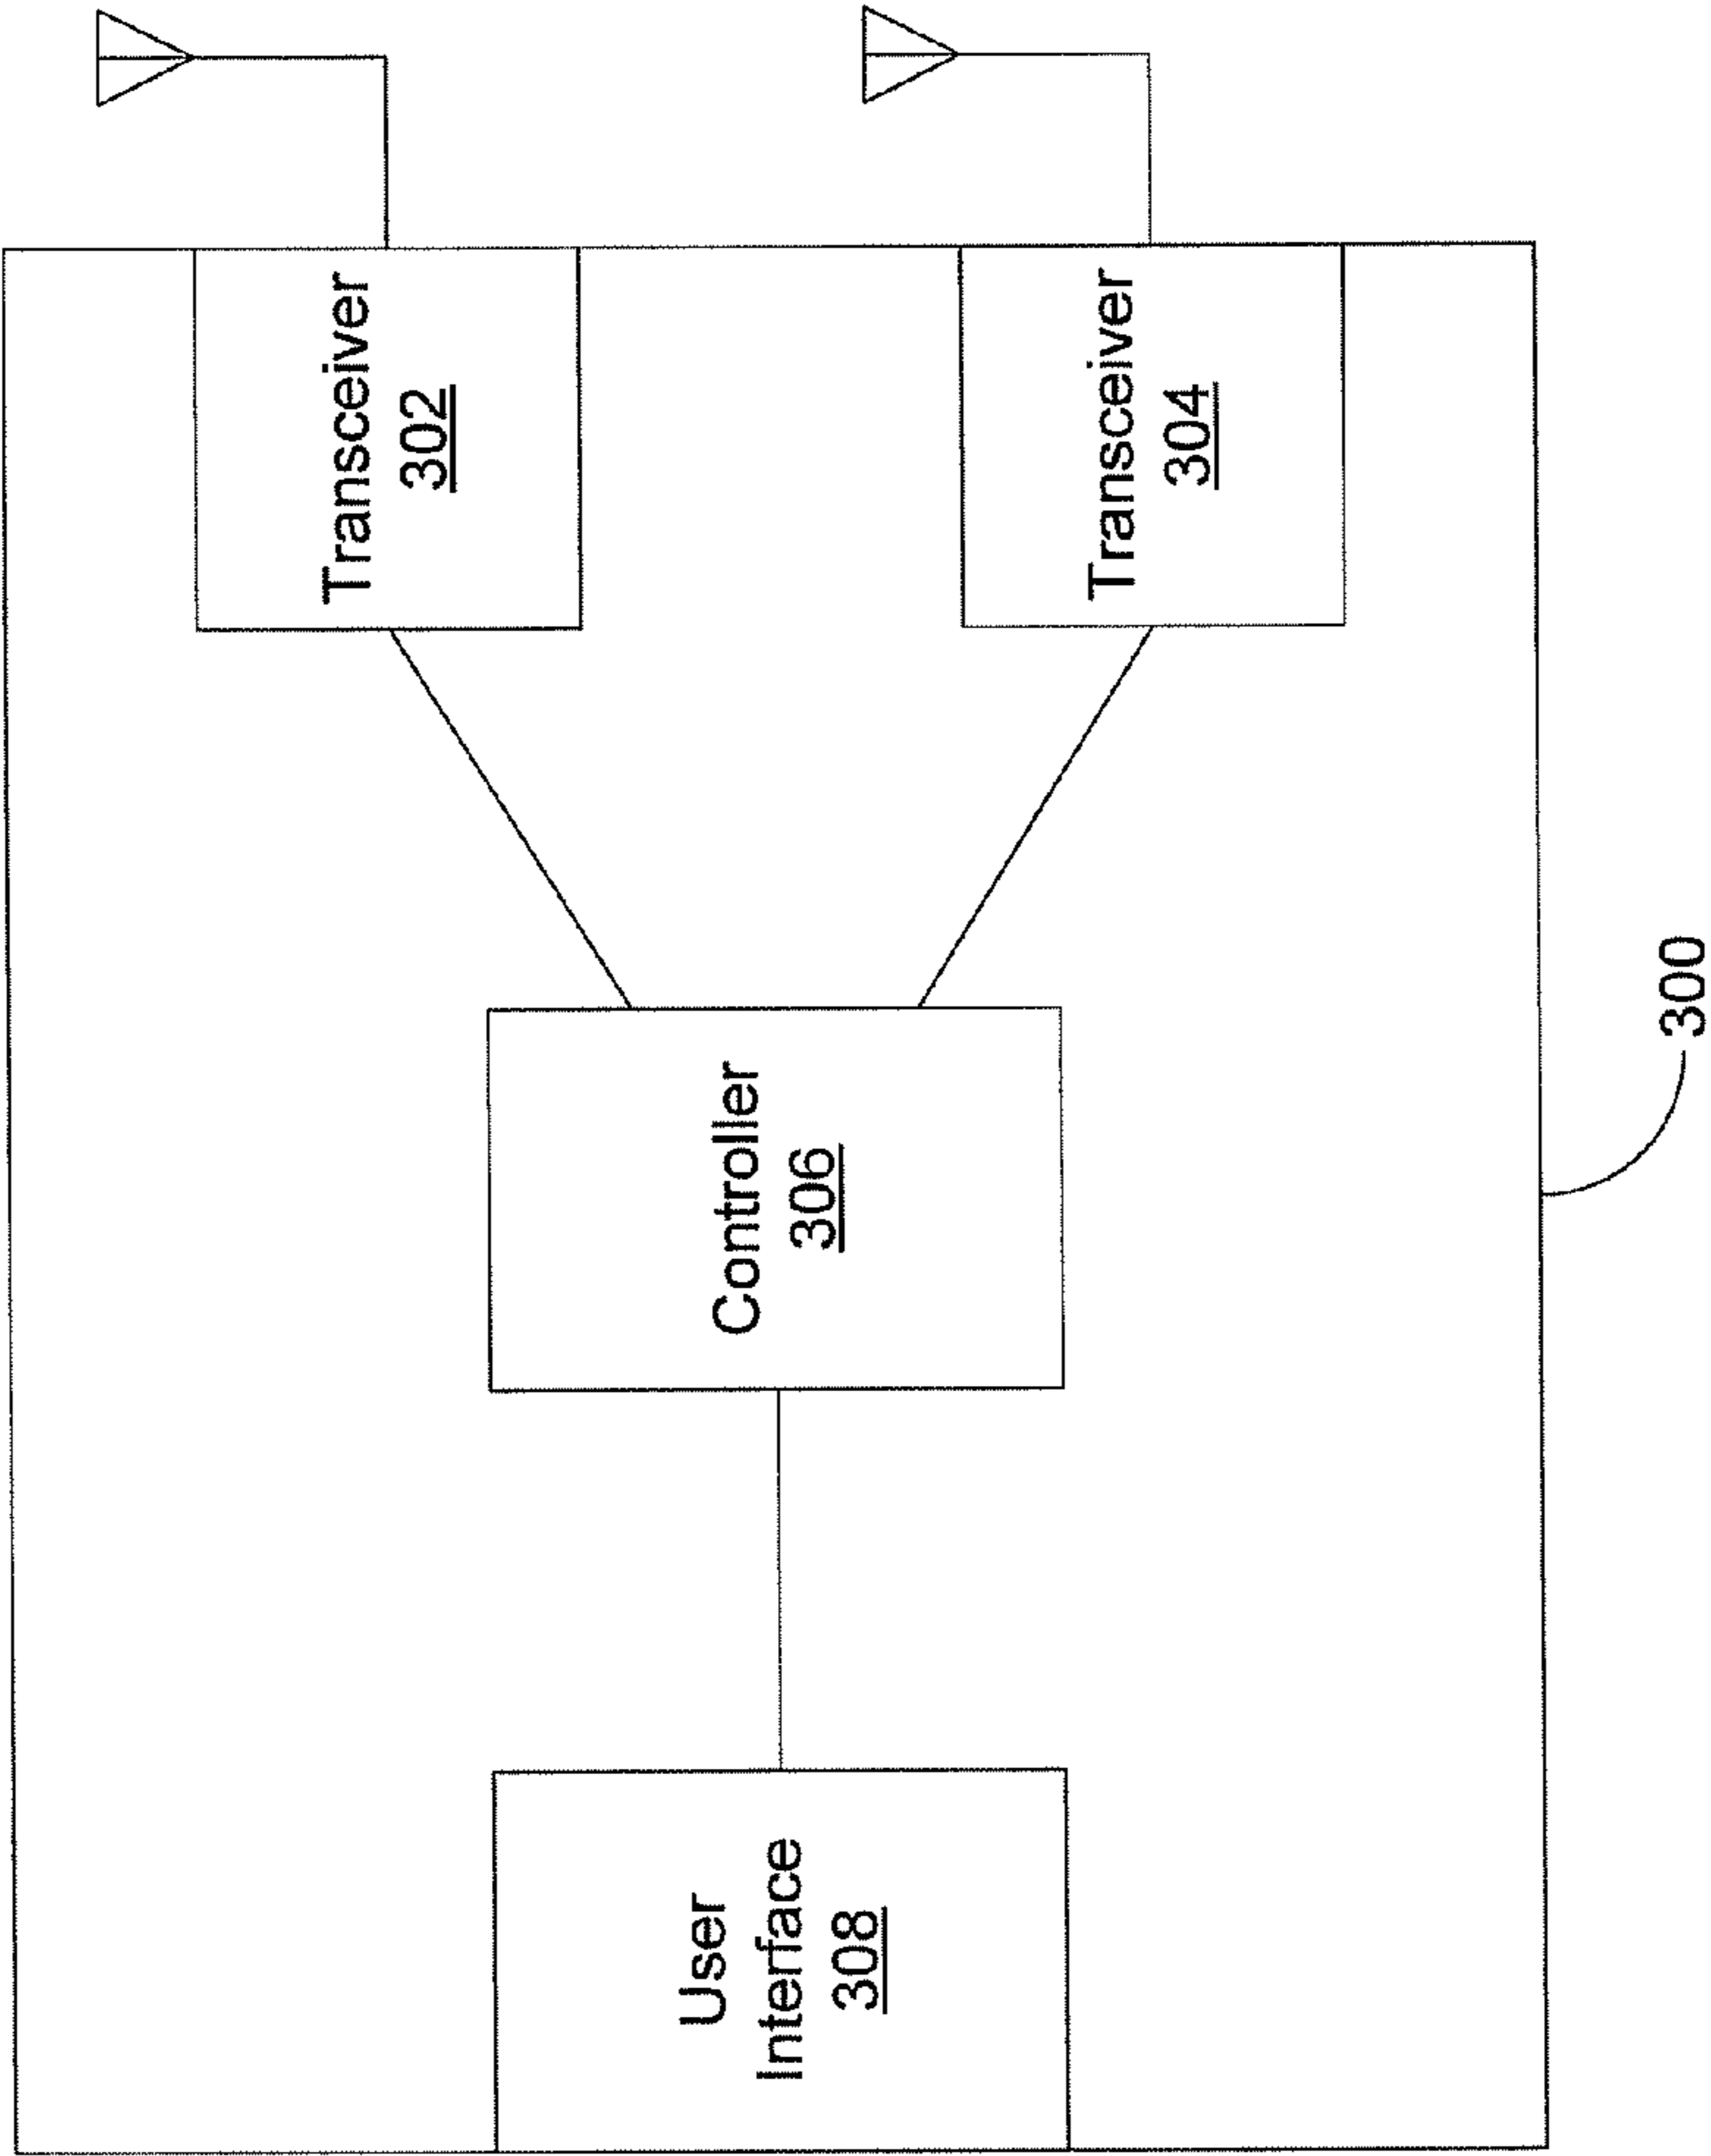 User
Interface
308
Controller
306
Transceiver
302
Transceiver
304
300